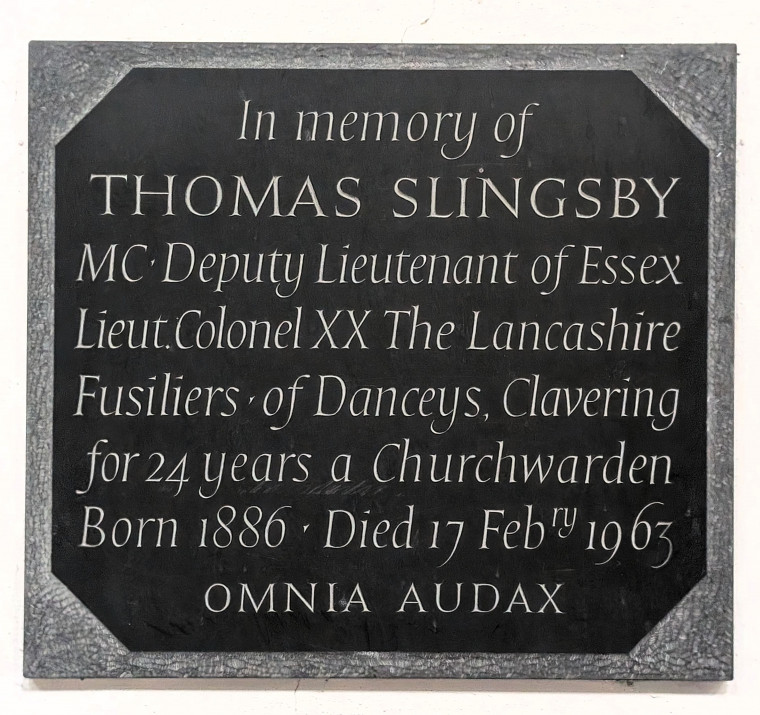 In memory of
THOMAS SLINGSBY
MC · Deputy Lieutenant of Essex
Lieut. Colonel XX The Lancashire
Fusiliers · of Danceys, Clavering
for 24 years a Churchwarden
Born 1886 · Died 17 Febry 1963
OMNIA AUDAX